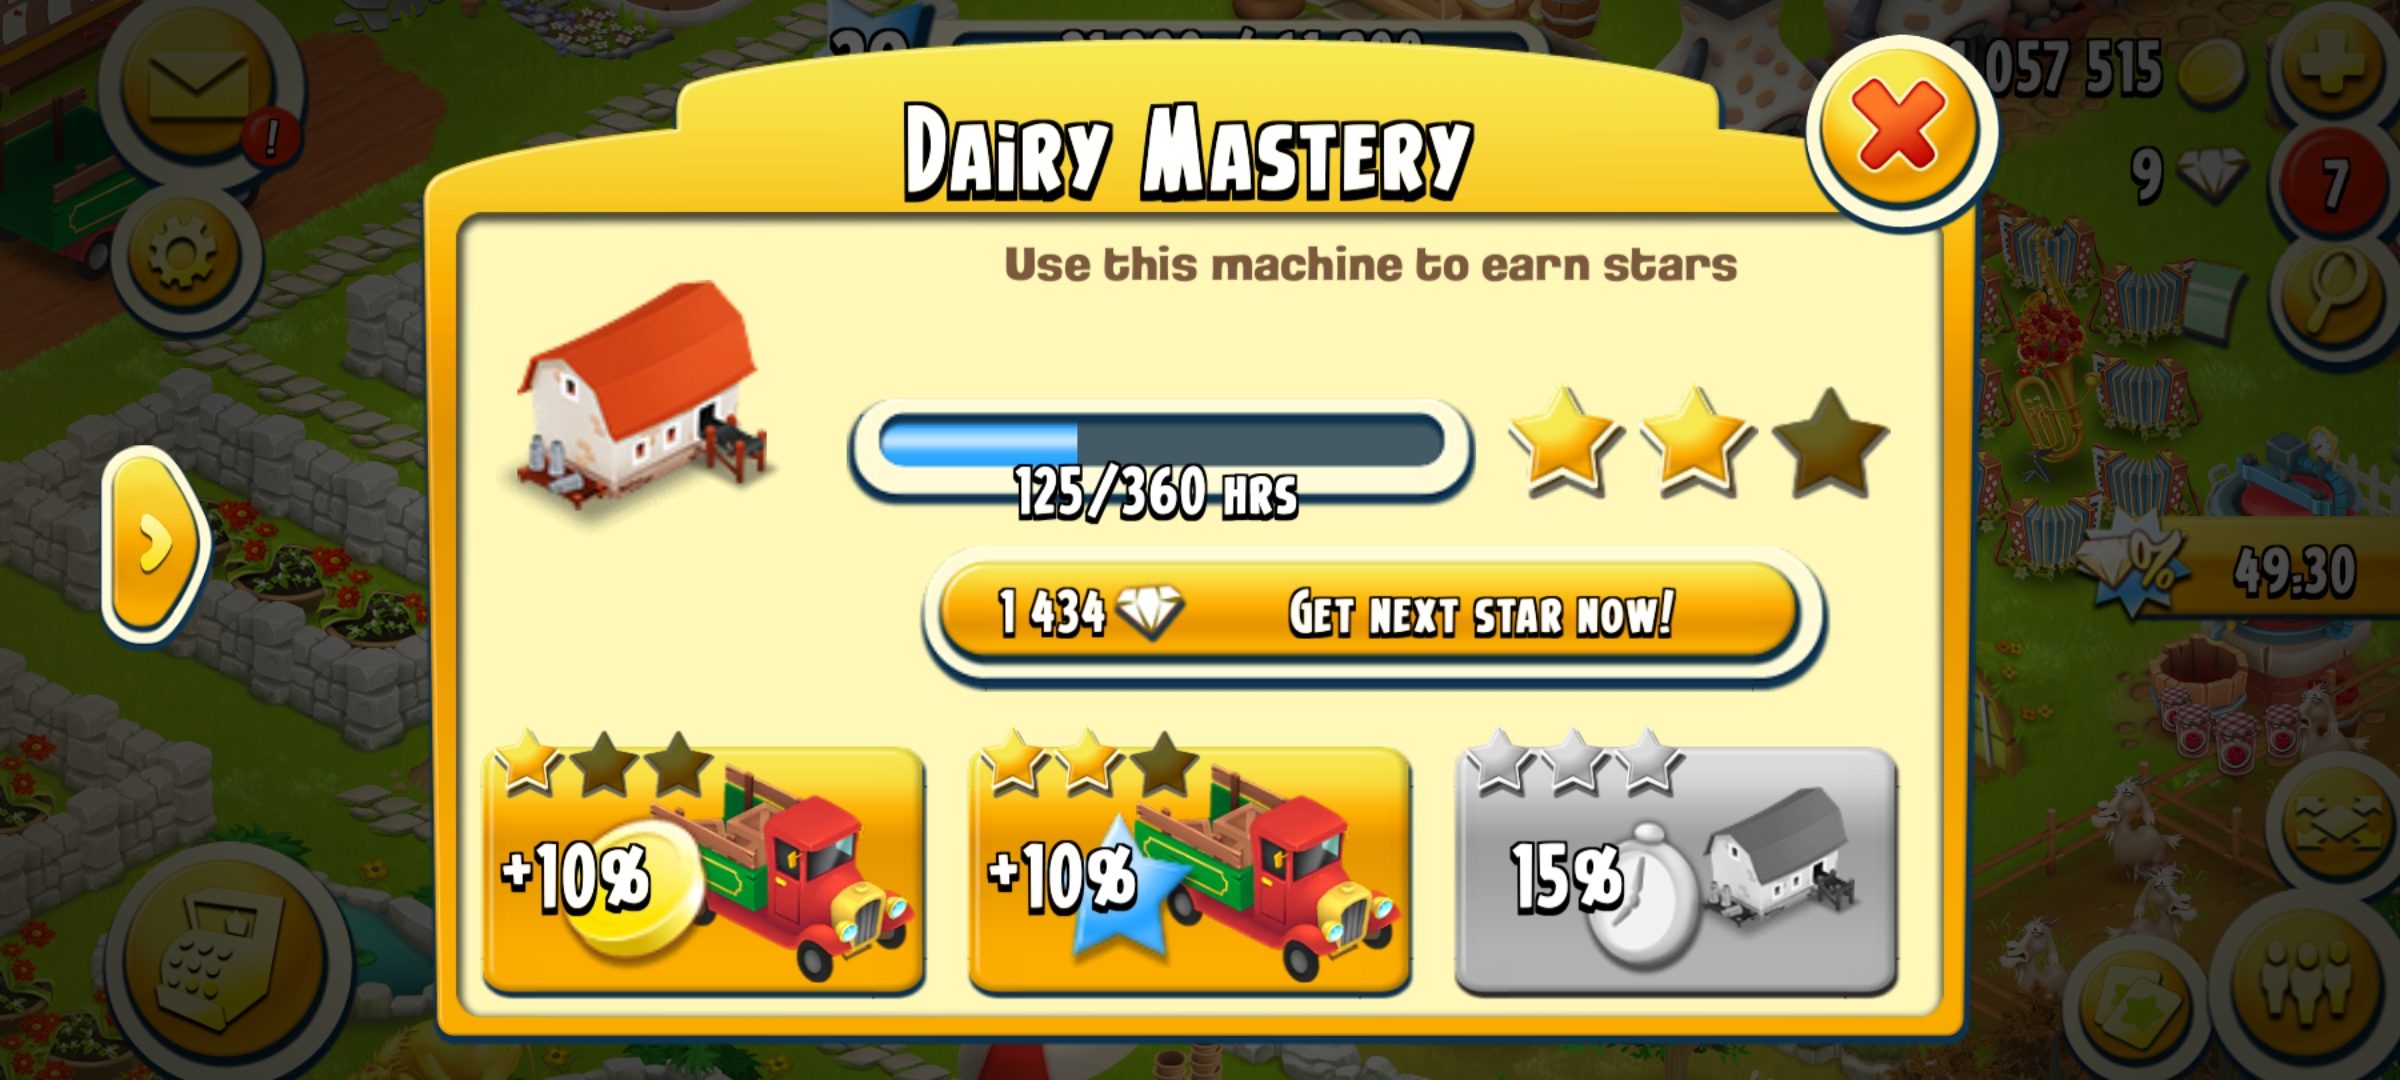 057 515
Dairy Mastery
!
9
7
Use this machine to earn stars
125/360 hrs
49:30
1 434
Get next star now!
+10%
+10%
15%